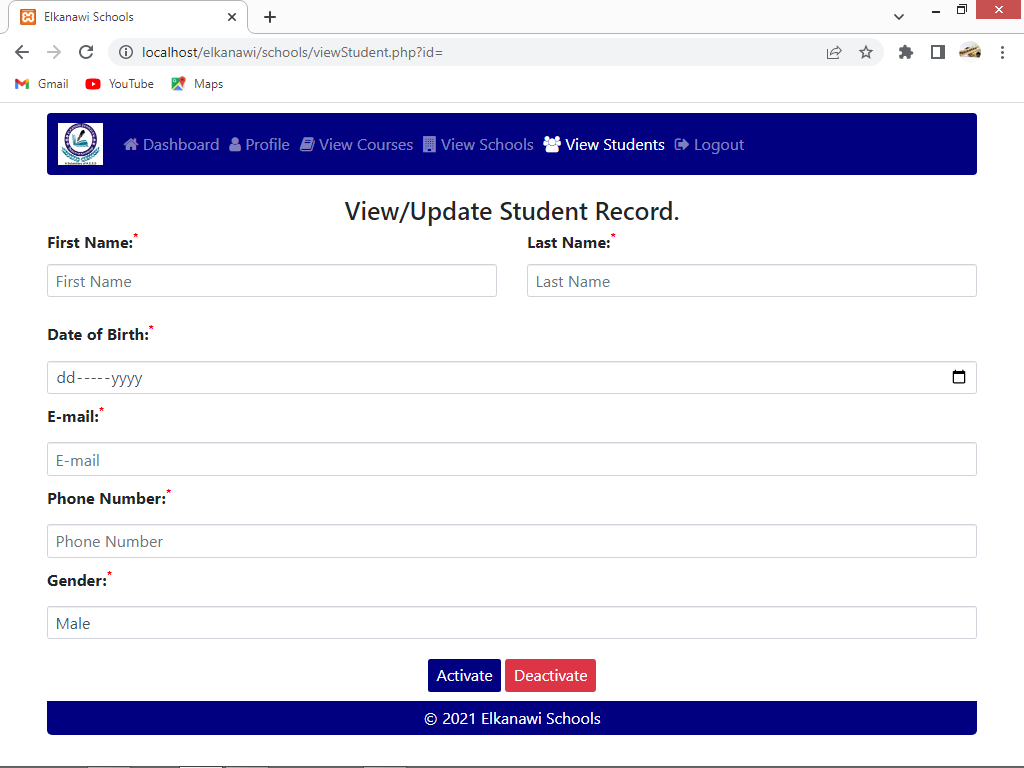 Elkanawi Schools
localhost/elkanawi/schools/viewStudent.php?id=
Gmail YouTube Maps
Dashboard Profile View Courses View Schools View Students Logout
View/Update Student Record.
First Name:* Last Name:*
First Name Last Name
Date of Birth:*
dd-----yyyy
E-mail:*
E-mail
Phone Number:*
Phone Number
Gender:*
Male
Activate Deactivate
© 2021 Elkanawi Schools